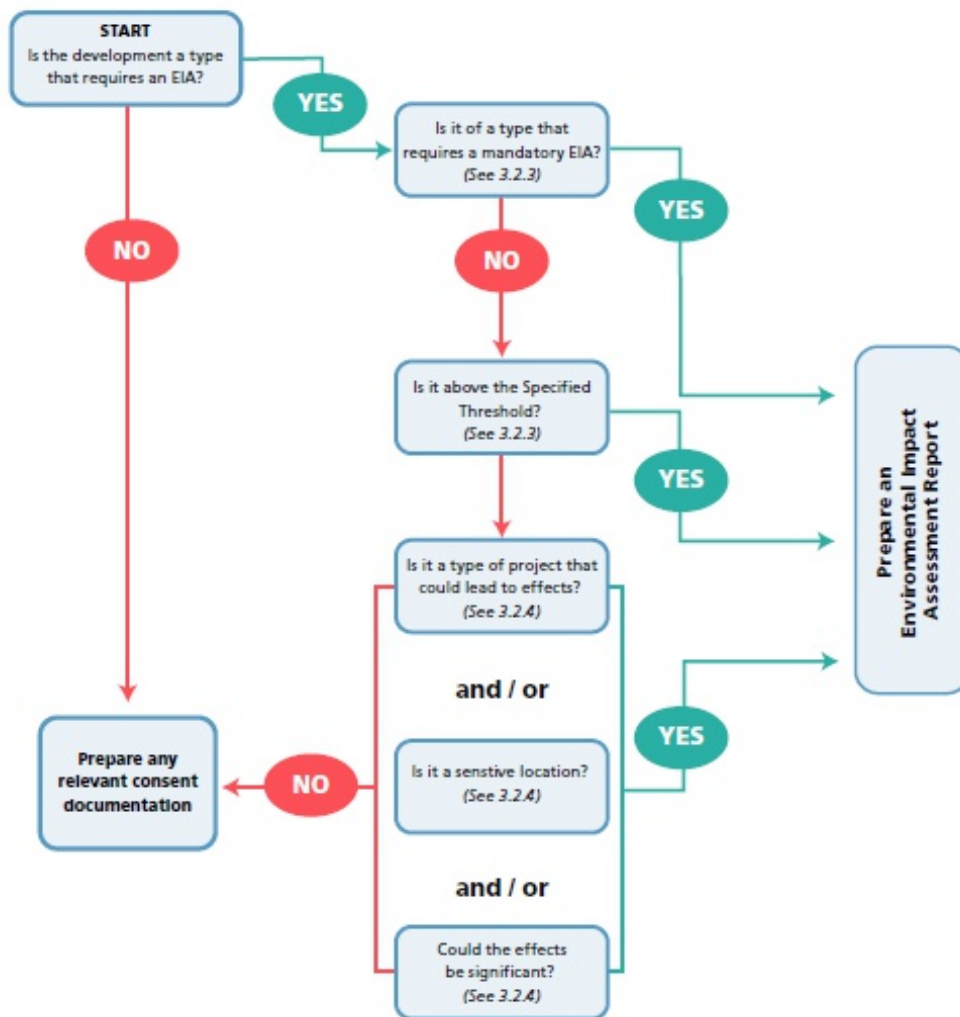 START
Is the development a type
that requires an EIA?
YES
Is it of a type that
requires a mandatory EIA?
(See 3.2.3)
YES
NO
NO
Is it above the Specified
Threshold?
(See 3.2.3)
YES
Prepare an
Environmental Impact
Assessment Report
Is it a type of project that
could lead to effects?
(See 3.2.4)
and / or
YES
Prepare any
relevant consent
documentation
NO
Is it a senstive location?
(See 3.2.4)
and / or
Could the effects
be significant?
(See 3.2.4)